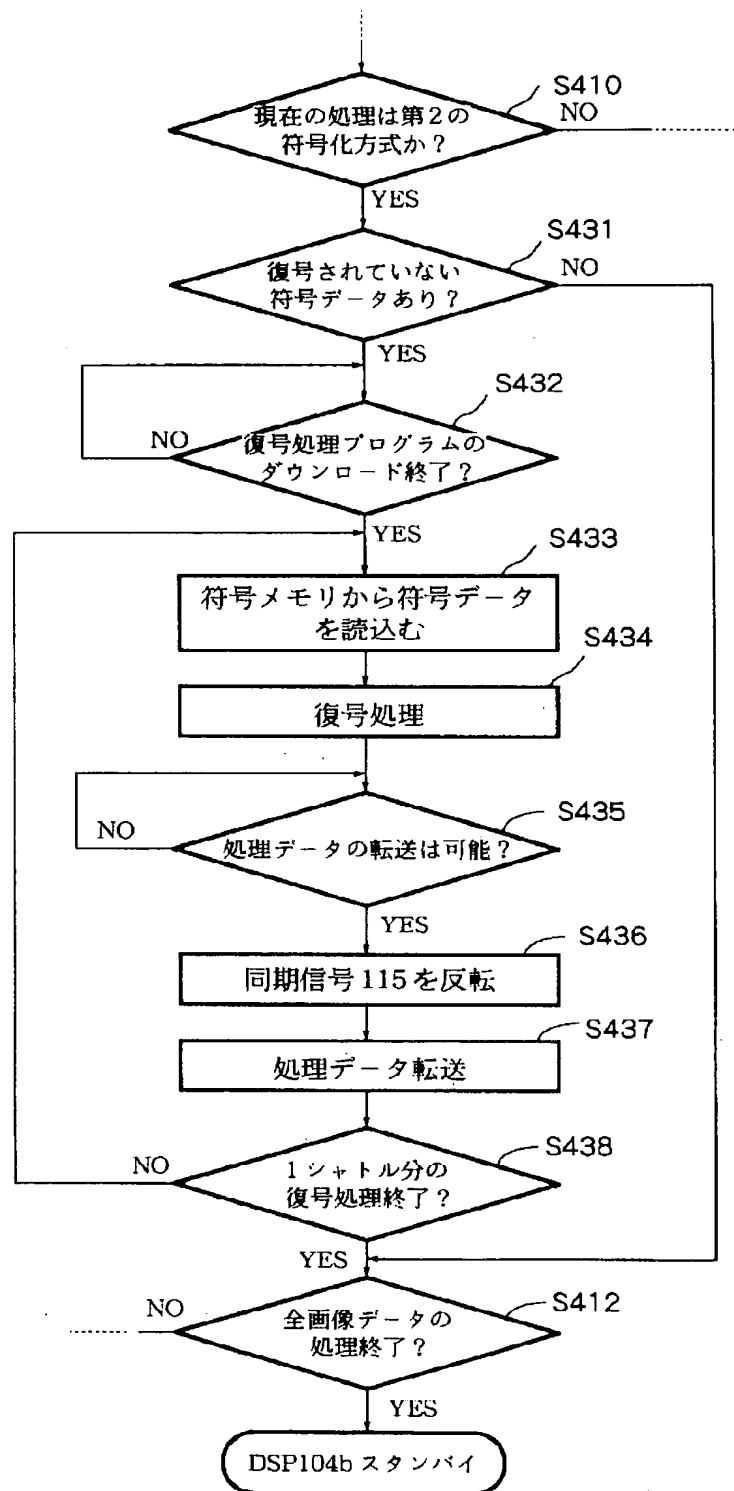 S410
現在の処理は第2の
符号化方式か?
NO
YES
S431
復号されていない
符号データあり?
NO
YES
S432
NO
復号処理プログラムの
ダウンロード終了?
YES
S433
符号メモリから符号データ
を読込む
S434
復号処理
S435
NO
処理データの転送は可能?
YES
S436
同期信号115を反転
S437
処理データ転送
S438
NO
1シャトル分の
復号処理終了?
YES
S412
NO
全画像データの
処理終了?
YES
DSP104b スタンバイ